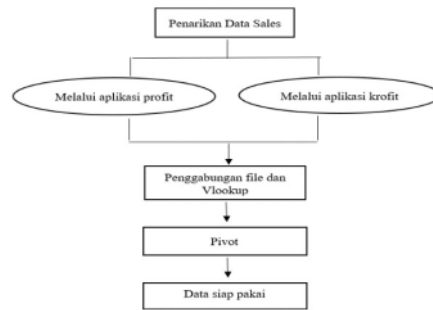 Penarikan Data Sales
Melalui aplikasi profit
Melalui aplikasi krofit
Penggabungan file dan
Vlookup
Pivot
Data siap pakai